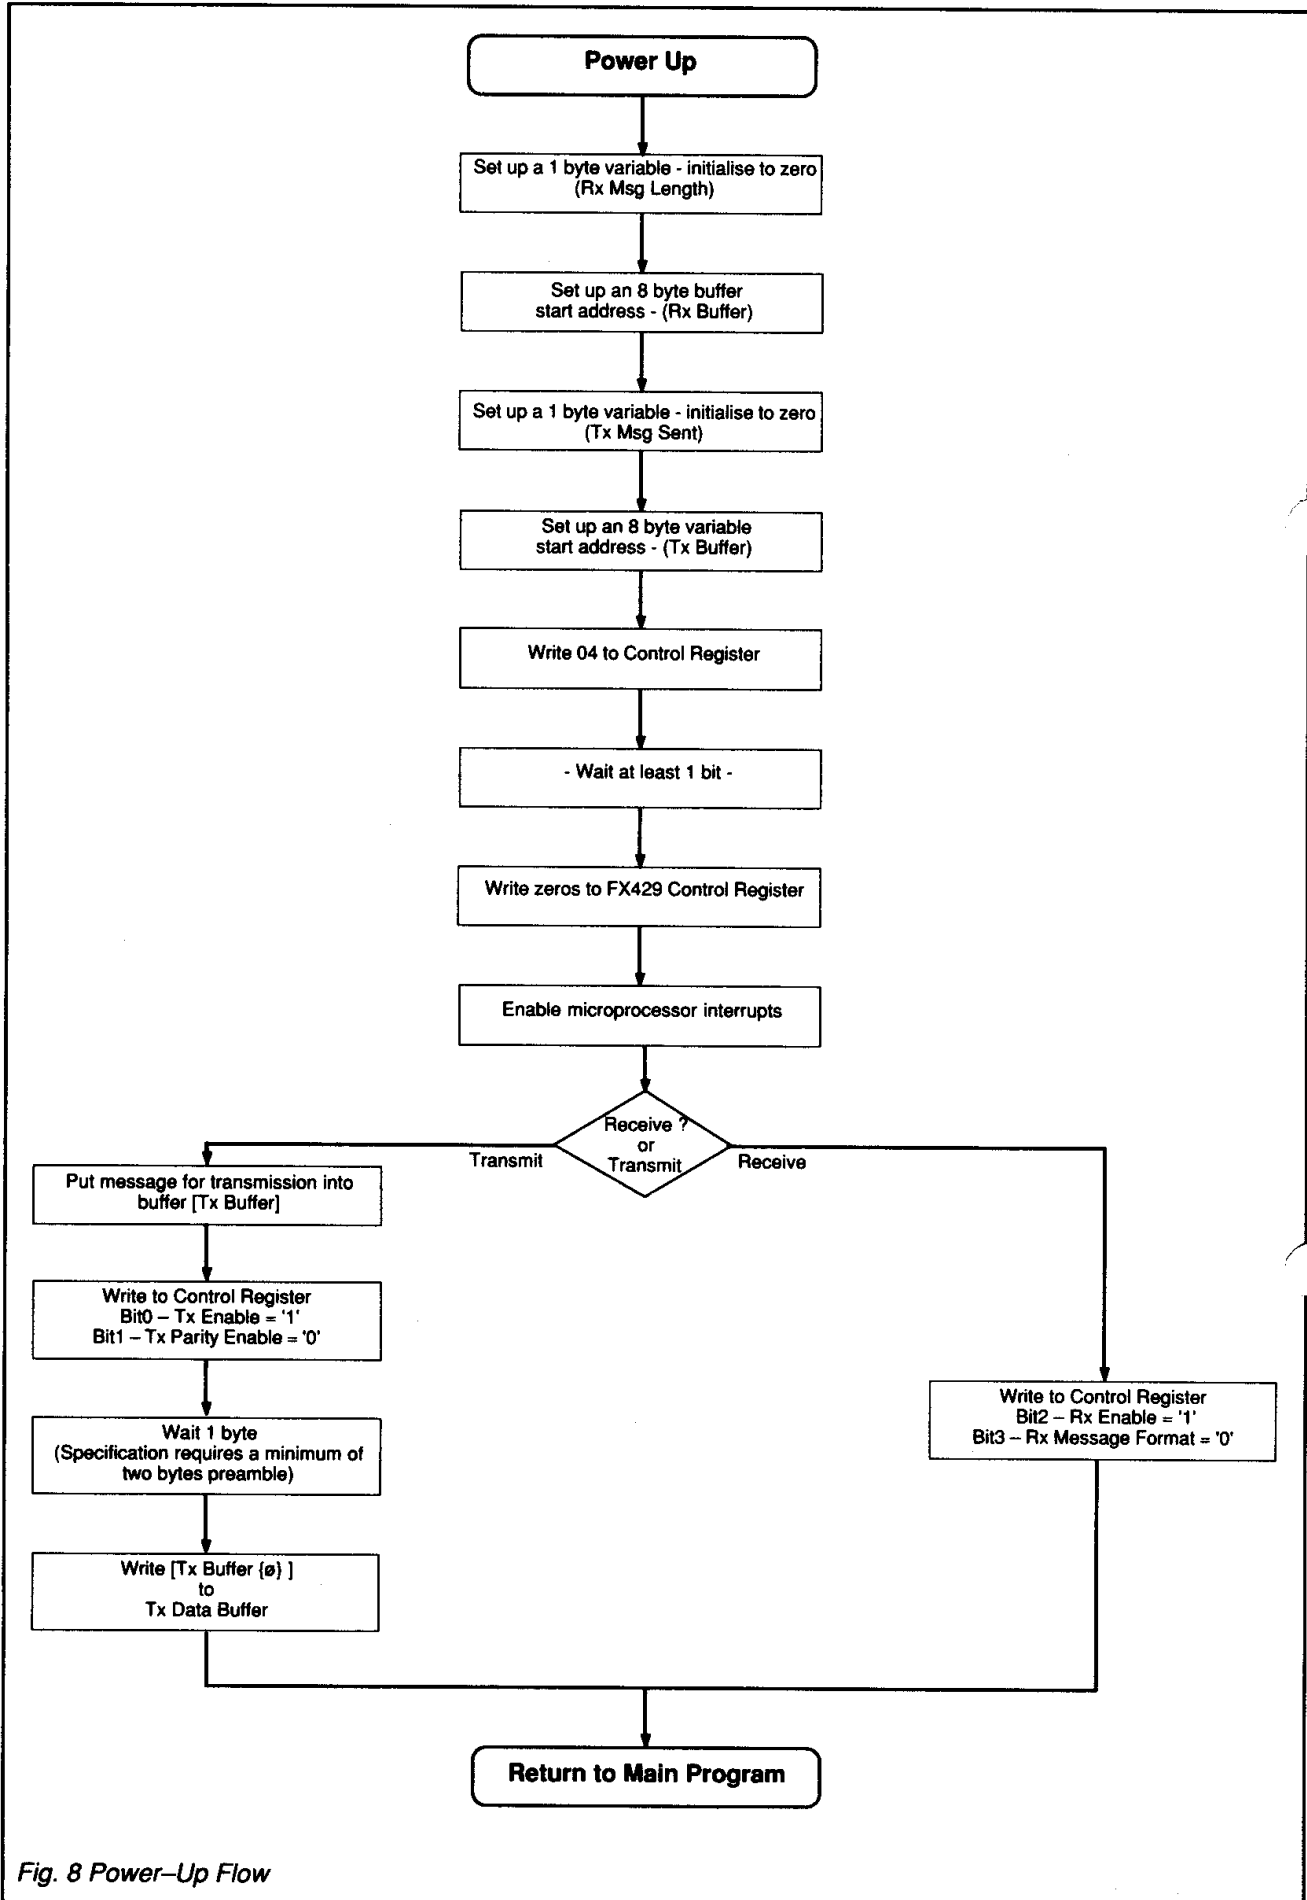 Power Up
Set up a 1 byte variable - initialise to zero
(Rx Msg Length)
Set up an 8 byte buffer
start address - (Rx Buffer)
Set up a 1 byte variable - initialise to zero
(Tx Msg Sent)
Set up an 8 byte variable
start address - (Tx Buffer)
Write 04 to Control Register
- Wait at least 1 bit -
Write zeros to FX429 Control Register
Enable microprocessor interrupts
Receive ?
or
Transmit
Transmit
Receive
Put message for transmission into
buffer [Tx Buffer]
Write to Control Register
Bit0 – Tx Enable = '1'
Bit1 – Tx Parity Enable = '0'
Wait 1 byte
(Specification requires a minimum of
two bytes preamble)
Write [Tx Buffer {ø} ]
to
Tx Data Buffer
Write to Control Register
Bit2 – Rx Enable = '1'
Bit3 – Rx Message Format = '0'
Return to Main Program
Fig. 8 Power–Up Flow